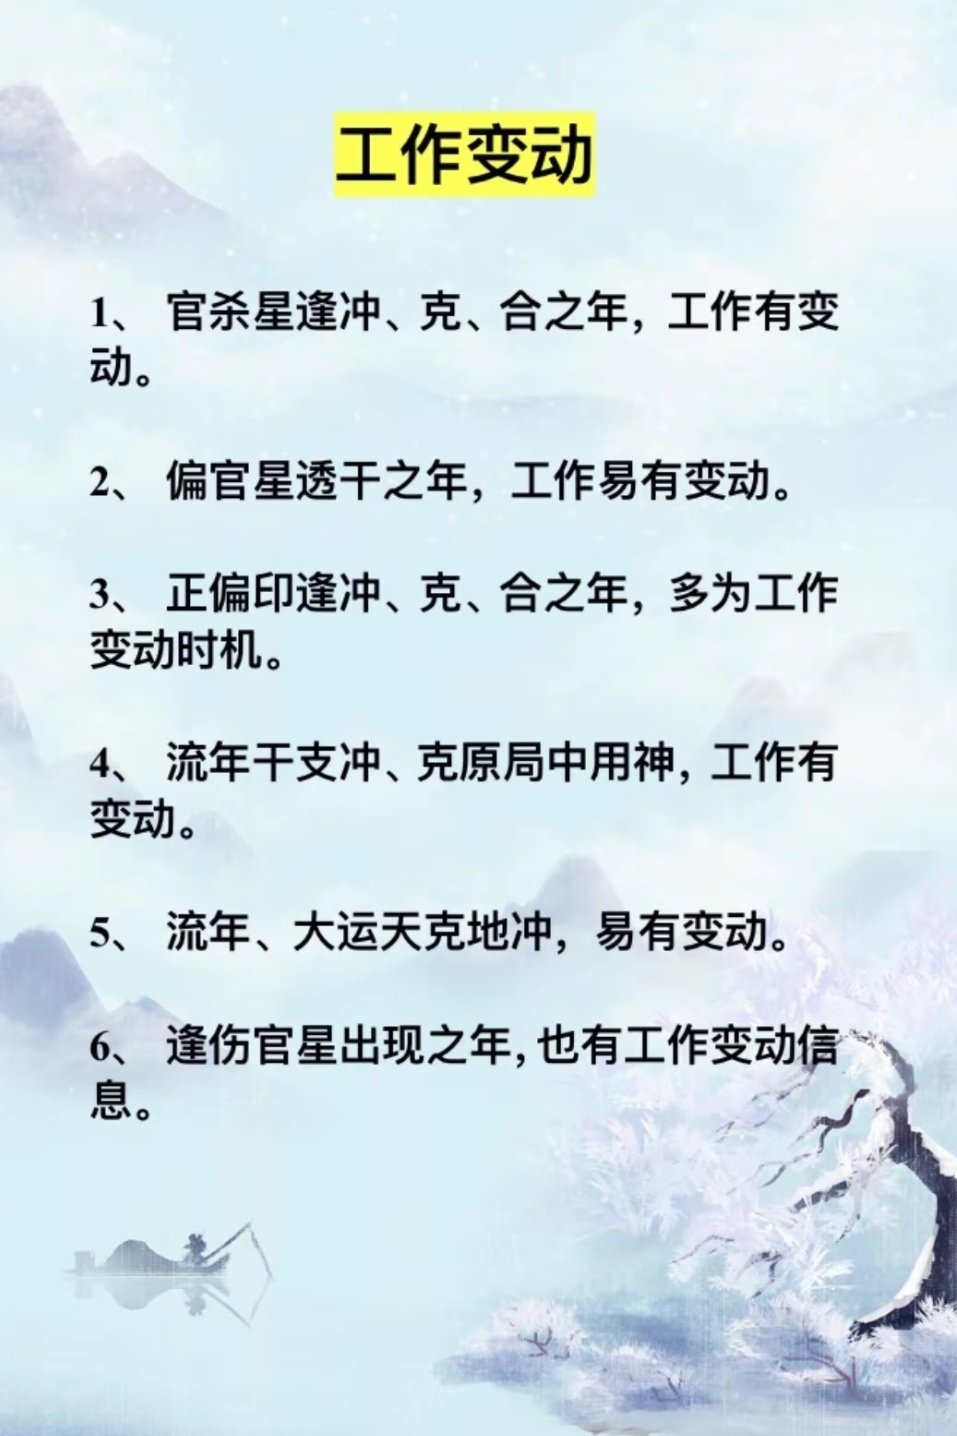 工作变动
1、 官杀星逢冲、克、合之年，工作有变
动。
2、 偏官星透干之年，工作易有变动。
3、 正偏印逢冲、克、合之年，多为工作
变动时机。
4、 流年干支冲、克原局中用神，工作有
变动。
5、 流年、大运天克地冲，易有变动。
6、 逢伤官星出现之年, 也有工作变动信
息。